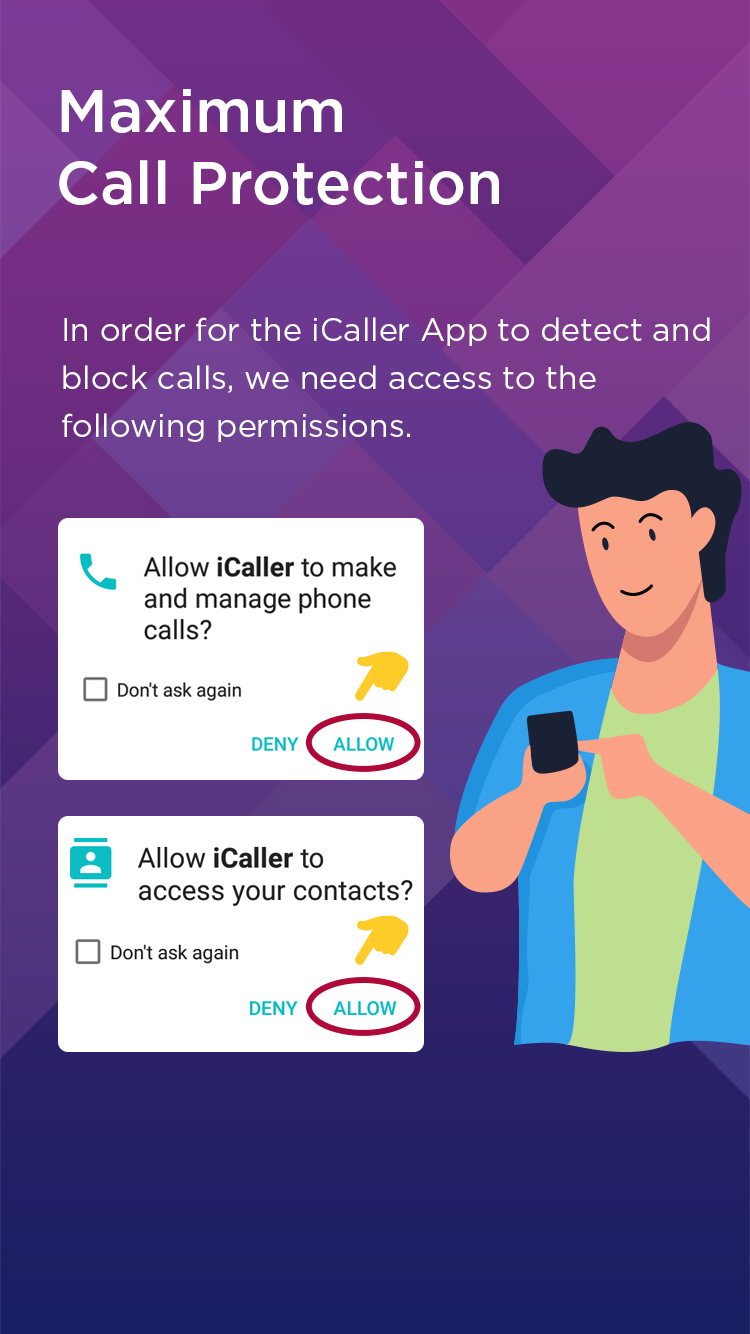 Maximum
Call Protection
In order for the iCaller App to detect and
block calls, we need access to the
following permissions.
Allow iCaller to make
and manage phone
calls?
Don't ask again
DENY ALLOW
Allow iCaller to
access your contacts?
Don't ask again
DENY ALLOW